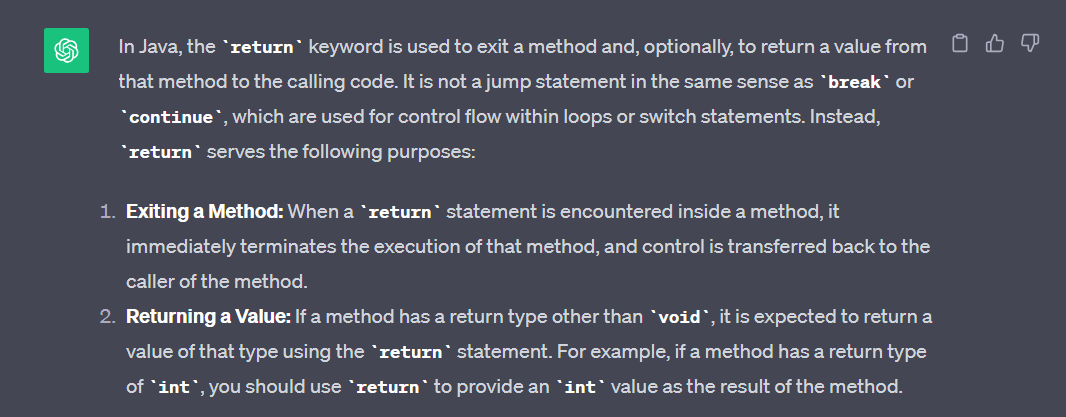 In Java, the `return` keyword is used to exit a method and, optionally, to return a value from
that method to the calling code. It is not a jump statement in the same sense as `break` or
`continue`, which are used for control flow within loops or switch statements. Instead,
`return` serves the following purposes:
1. Exiting a Method: When a `return` statement is encountered inside a method, it
immediately terminates the execution of that method, and control is transferred back to the
caller of the method.
2. Returning a Value: If a method has a return type other than `void`, it is expected to return a
value of that type using the `return` statement. For example, if a method has a return type
of `int`, you should use `return` to provide an `int` value as the result of the method.